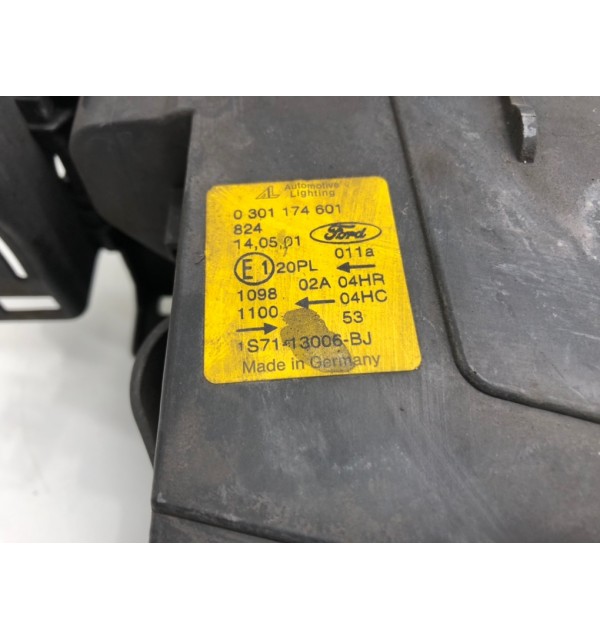 AL Automotive Lighting
0 301 174 601
824
14,05,01 Ford
011a
E1 20PL ←
1098 02A 04HR
1100 ← 04HC
→ 53
1S71-13006-BJ
Made in Germany